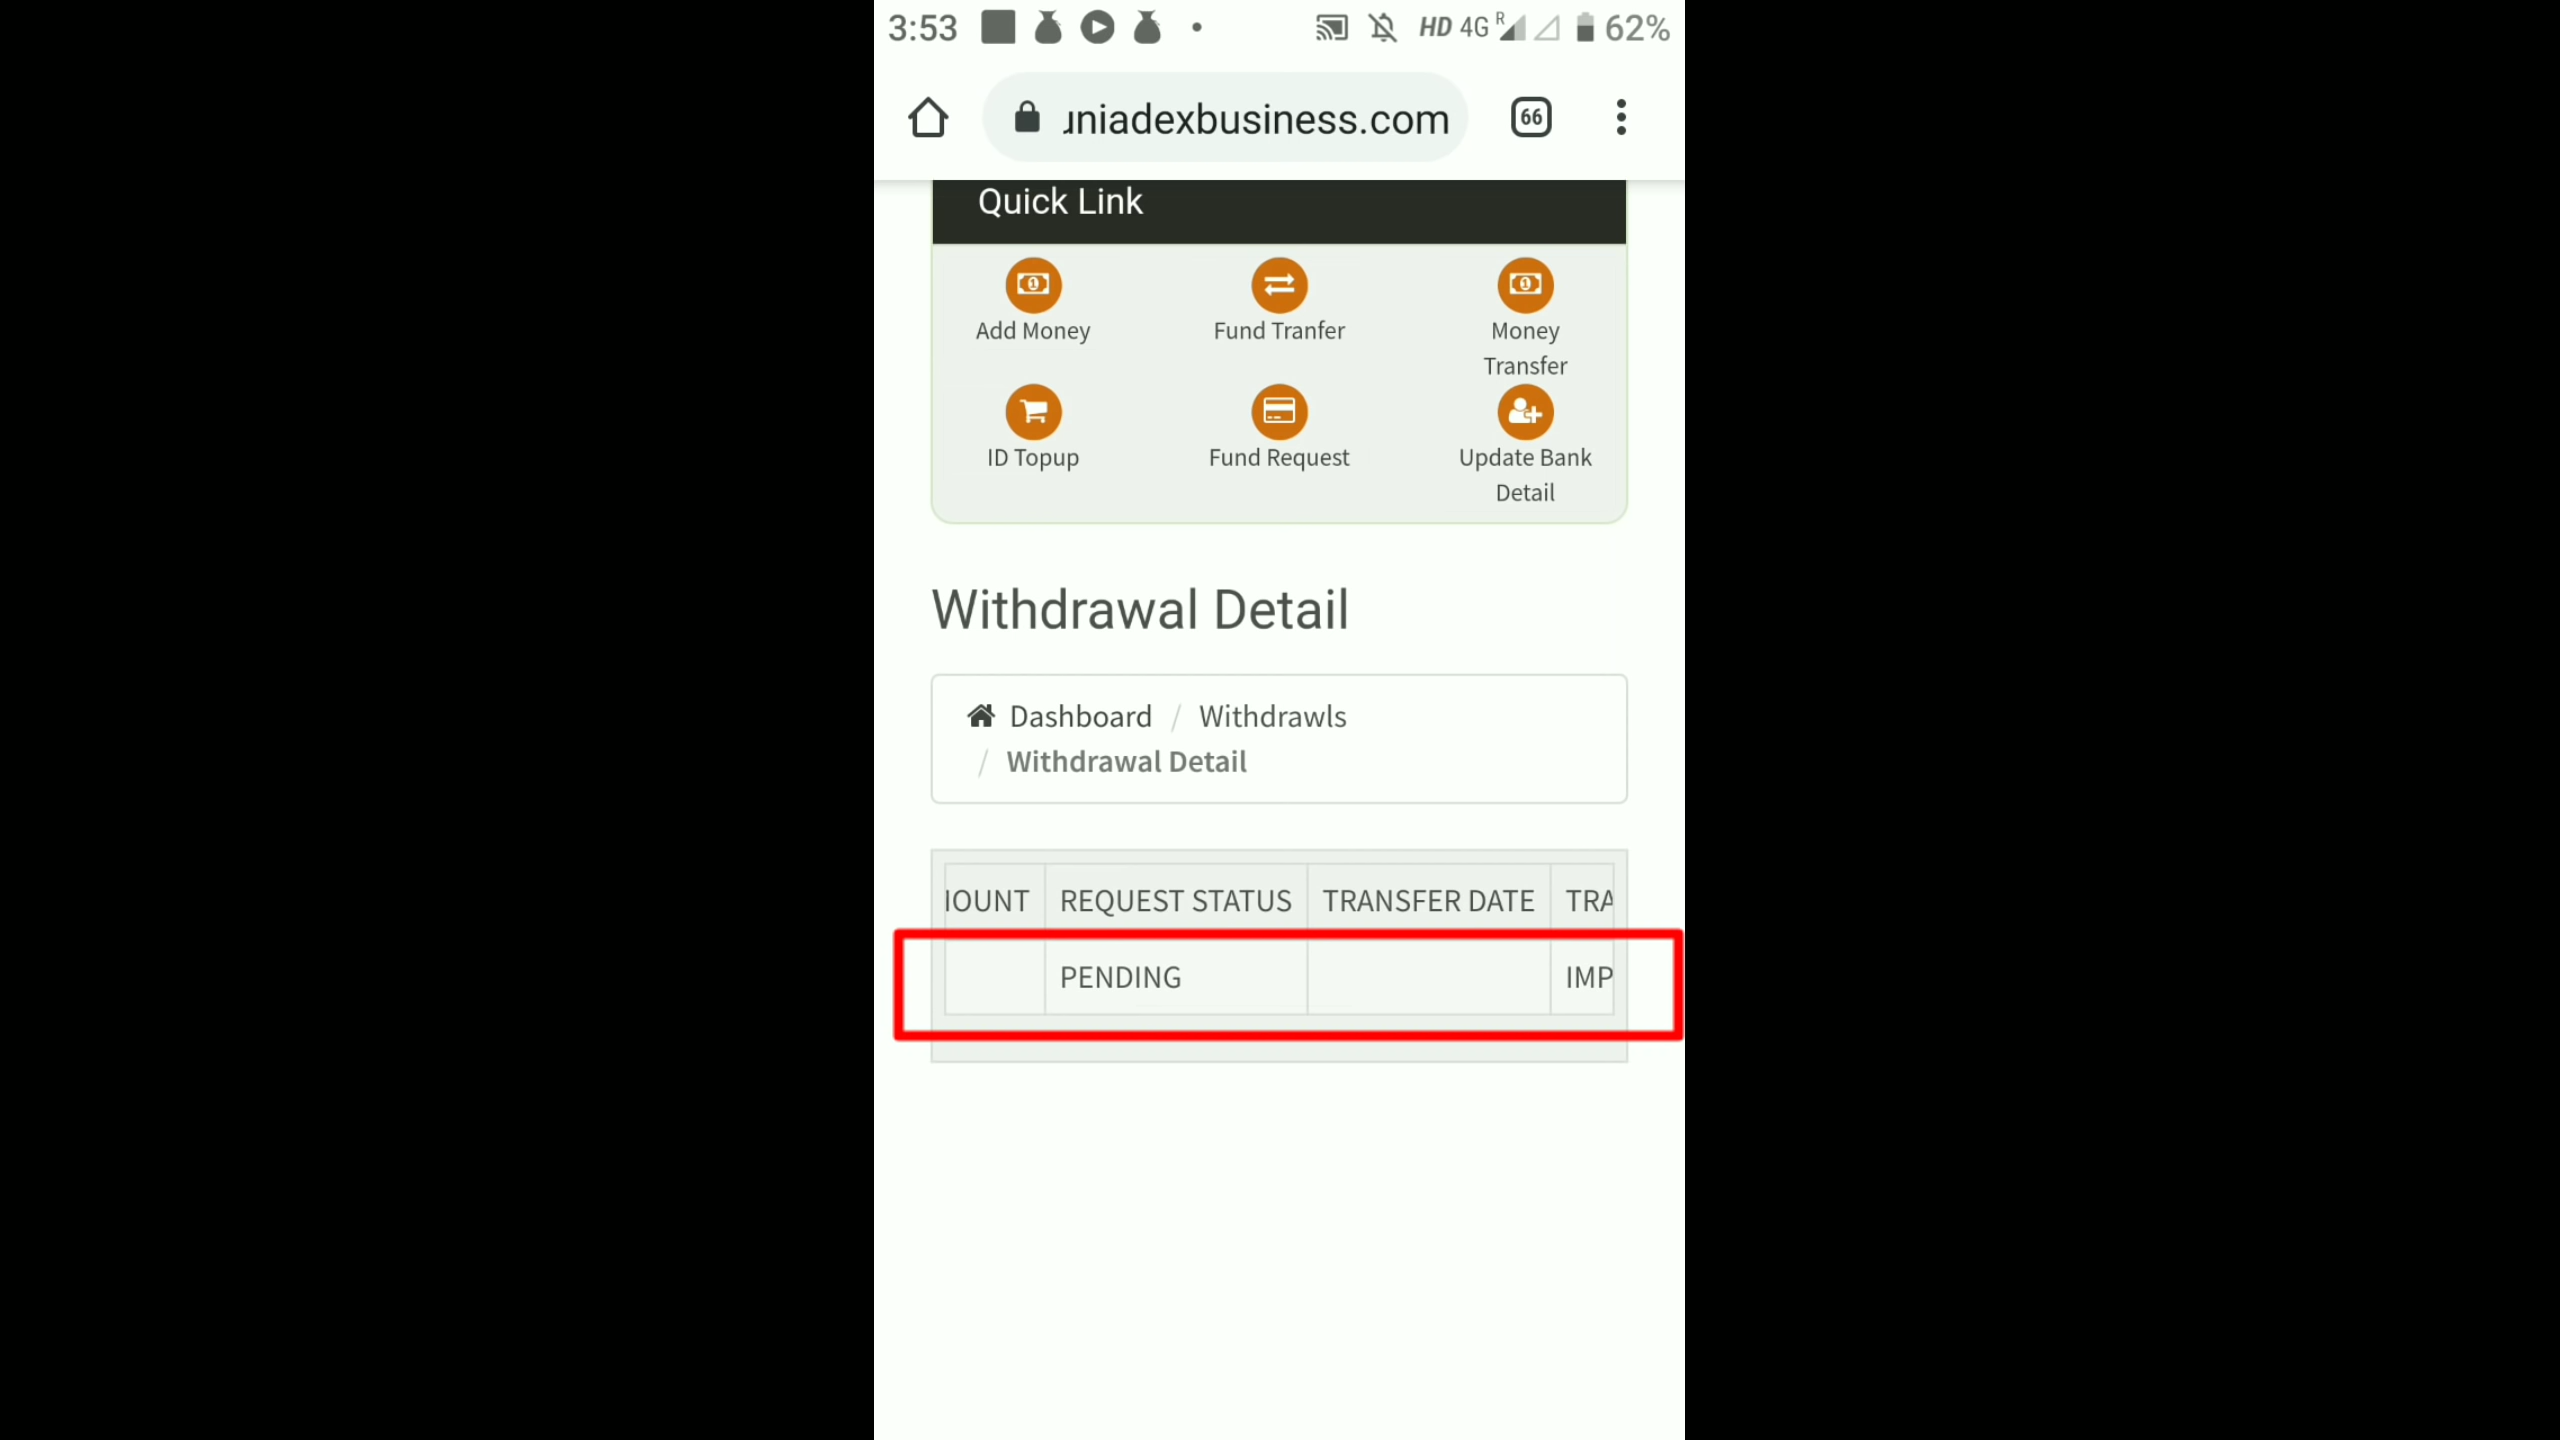 3:53 HD 4G R 62%
uniadexbusiness.com 66
Quick Link
Add Money Fund Tranfer Money
Transfer
ID Topup Fund Request Update Bank
Detail
Withdrawal Detail
Dashboard / Withdrawls
/ Withdrawal Detail
IOUNT REQUEST STATUS TRANSFER DATE TRA
PENDING IMP